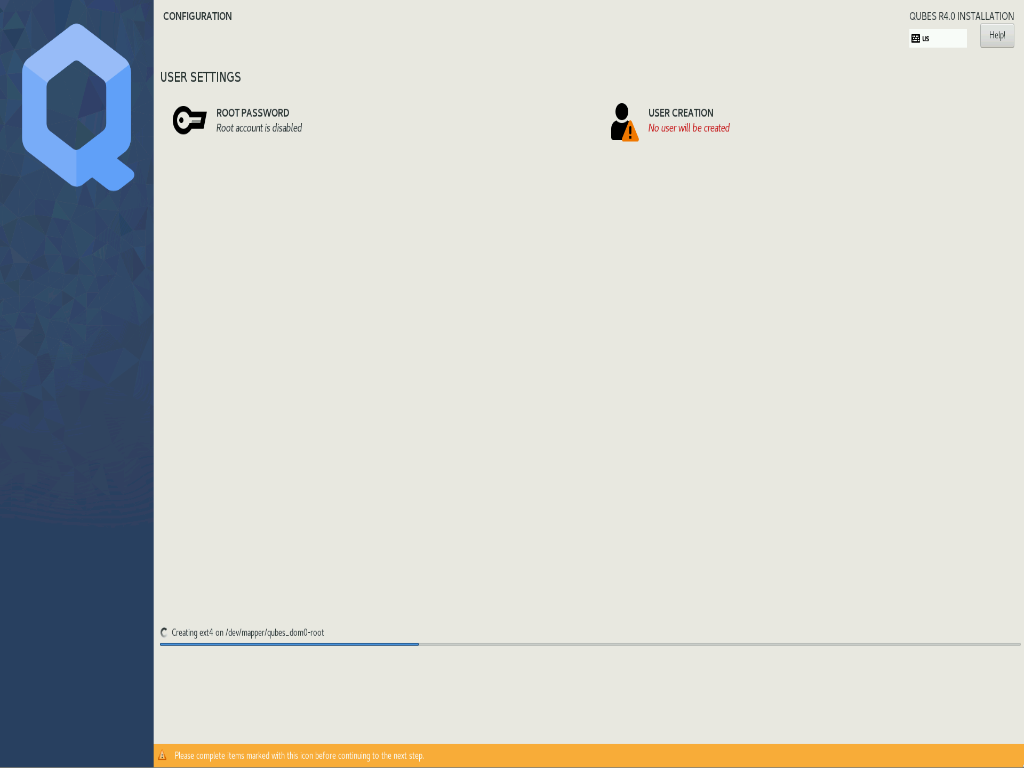 CONFIGURATION
QUBES R4.0 INSTALLATION
us
Help!
USER SETTINGS
ROOT PASSWORD
Root account is disabled
USER CREATION
No user will be created
Creating ext4 on /dev/mapper/qubes_dom0-root
Please complete items marked with this icon before continuing to the next step.